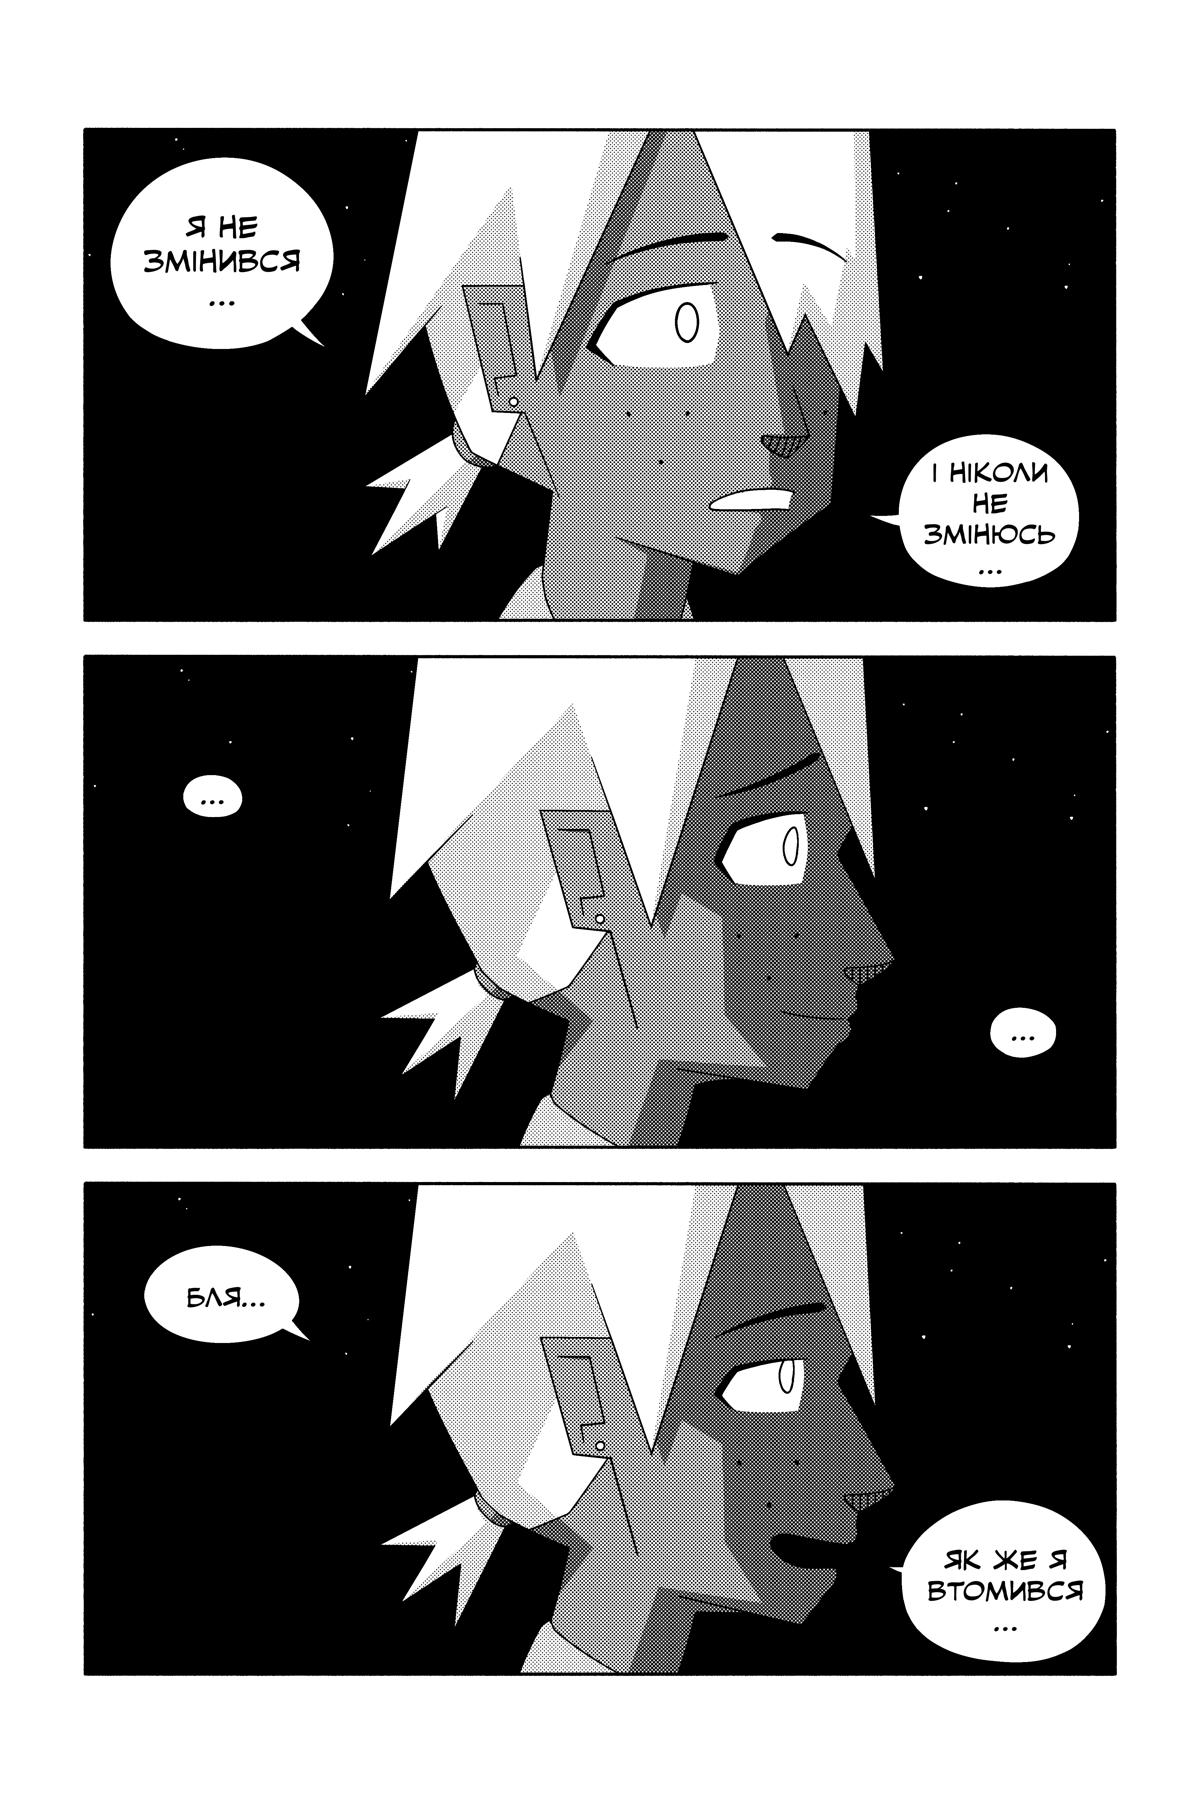 Я НЕ
ЗМІНИВСЯ
...
І НІКОЛИ
НЕ
ЗМІНЮСЬ
...
...
...
БЛЯ...
ЯК ЖЕ Я
ВТОМИВСЯ
...